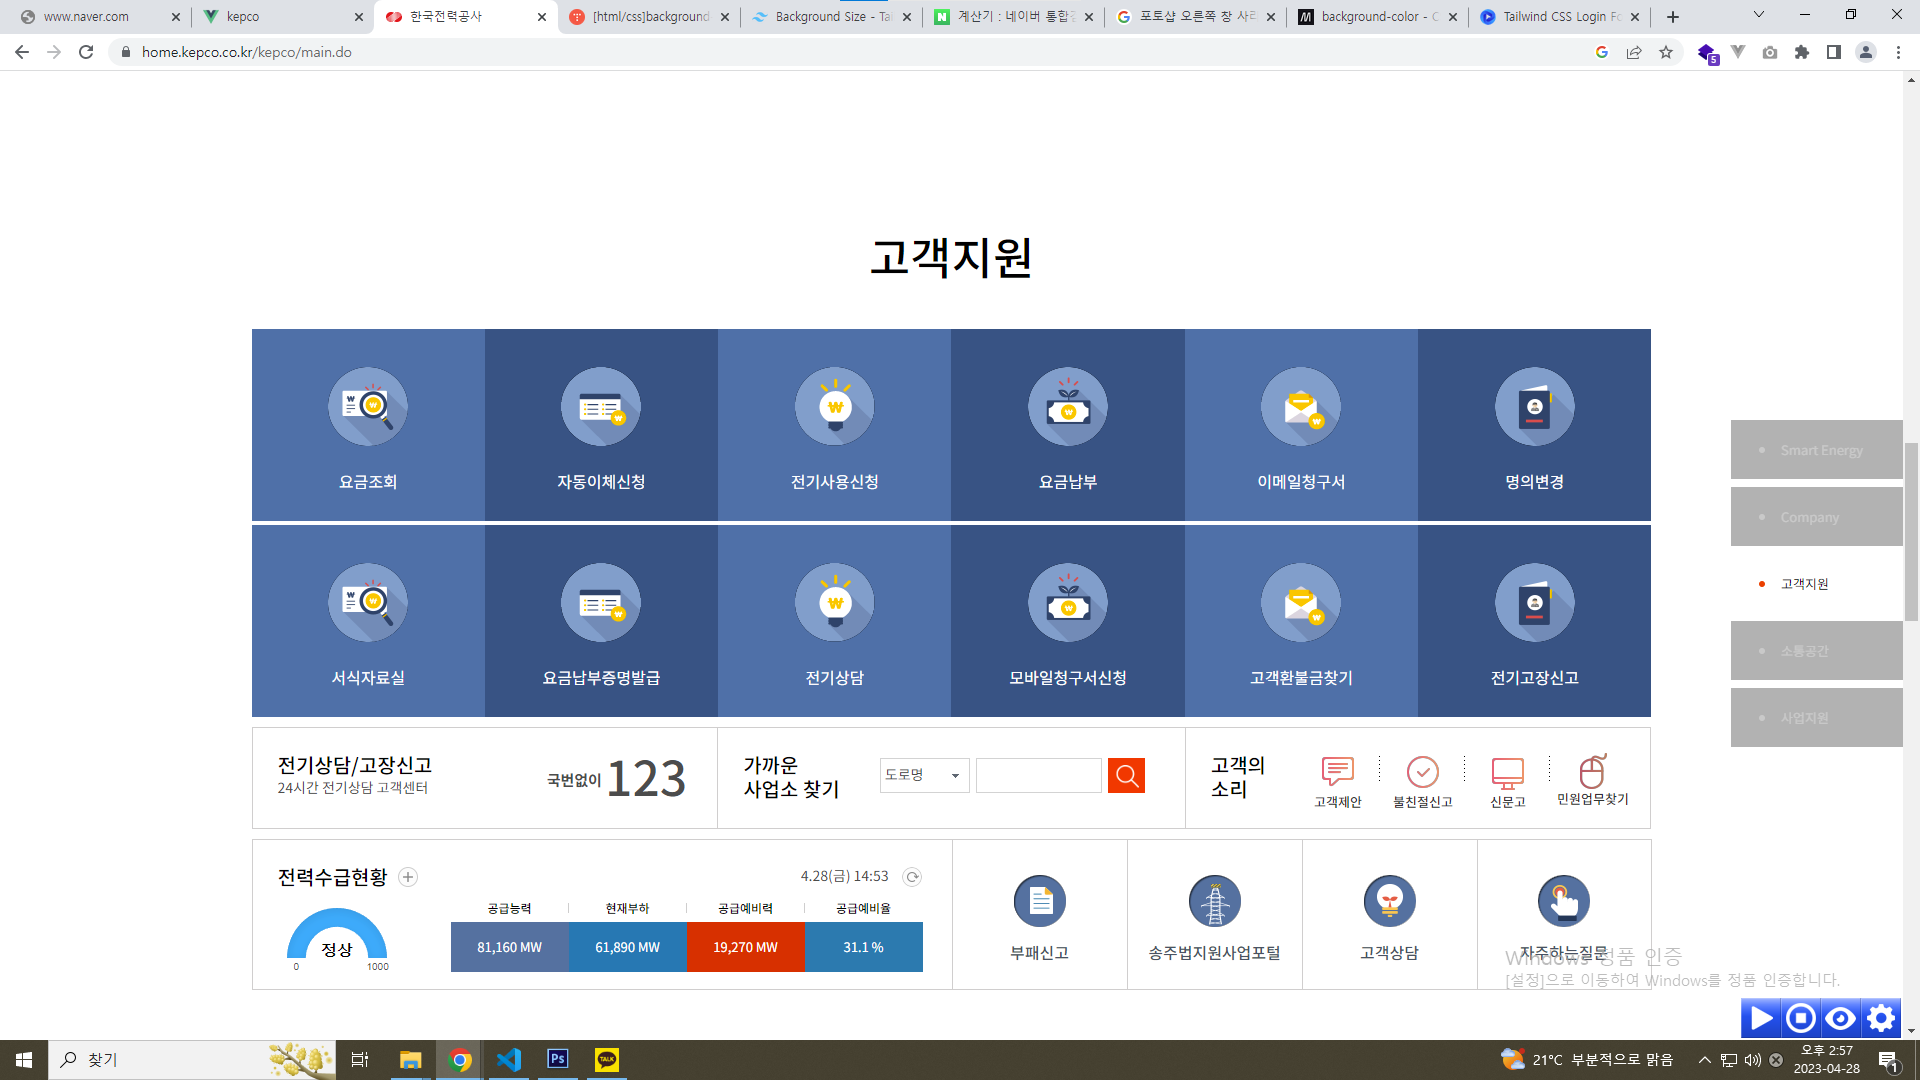 www.naver.com
kepco
한국전력공사
[html/css]background
Background Size - Tai
계산기 : 네이버 통합검
포토샵 오른쪽 창 사라
background-color - C
Tailwind CSS Login Fo
home.kepco.co.kr/kepco/main.do
5
고객지원
요금조회
자동이체신청
전기사용신청
요금납부
이메일청구서
명의변경
서식자료실
요금납부증명발급
전기상담
모바일청구서신청
고객환불금찾기
전기고장신고
Smart Energy
Company
고객지원
소통공간
사업지원
전기상담/고장신고
24시간 전기상담 고객센터
국번없이 123
가까운
사업소 찾기
도로명
고객의
소리
고객제안
불친절신고
신문고
민원업무찾기
전력수급현황
4.28(금) 14:53
정상
0
1000
공급능력
현재부하
공급예비력
공급예비율
81,160 MW
61,890 MW
19,270 MW
31.1 %
부패신고
송주법지원사업포털
고객상담
자주하는질문
Windows 정품 인증
[설정]으로 이동하여 Windows를 정품 인증합니다.
찾기
Ps
TALK
21°C 부분적으로 맑음
오후 2:57
2023-04-28
1